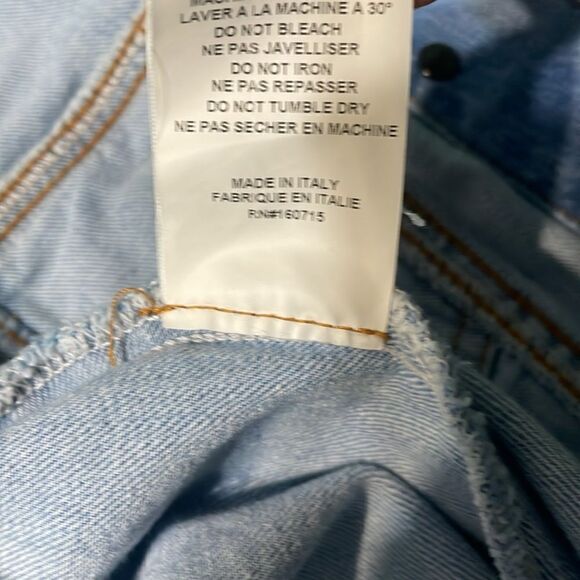 LAVER A LA MACHINE A 30°
DO NOT BLEACH
NE PAS JAVELLISER
DO NOT IRON
NE PAS REPASSER
DO NOT TUMBLE DRY
NE PAS SECHER EN MACHINE
MADE IN ITALY
FABRIQUE EN ITALIE
RN#160715